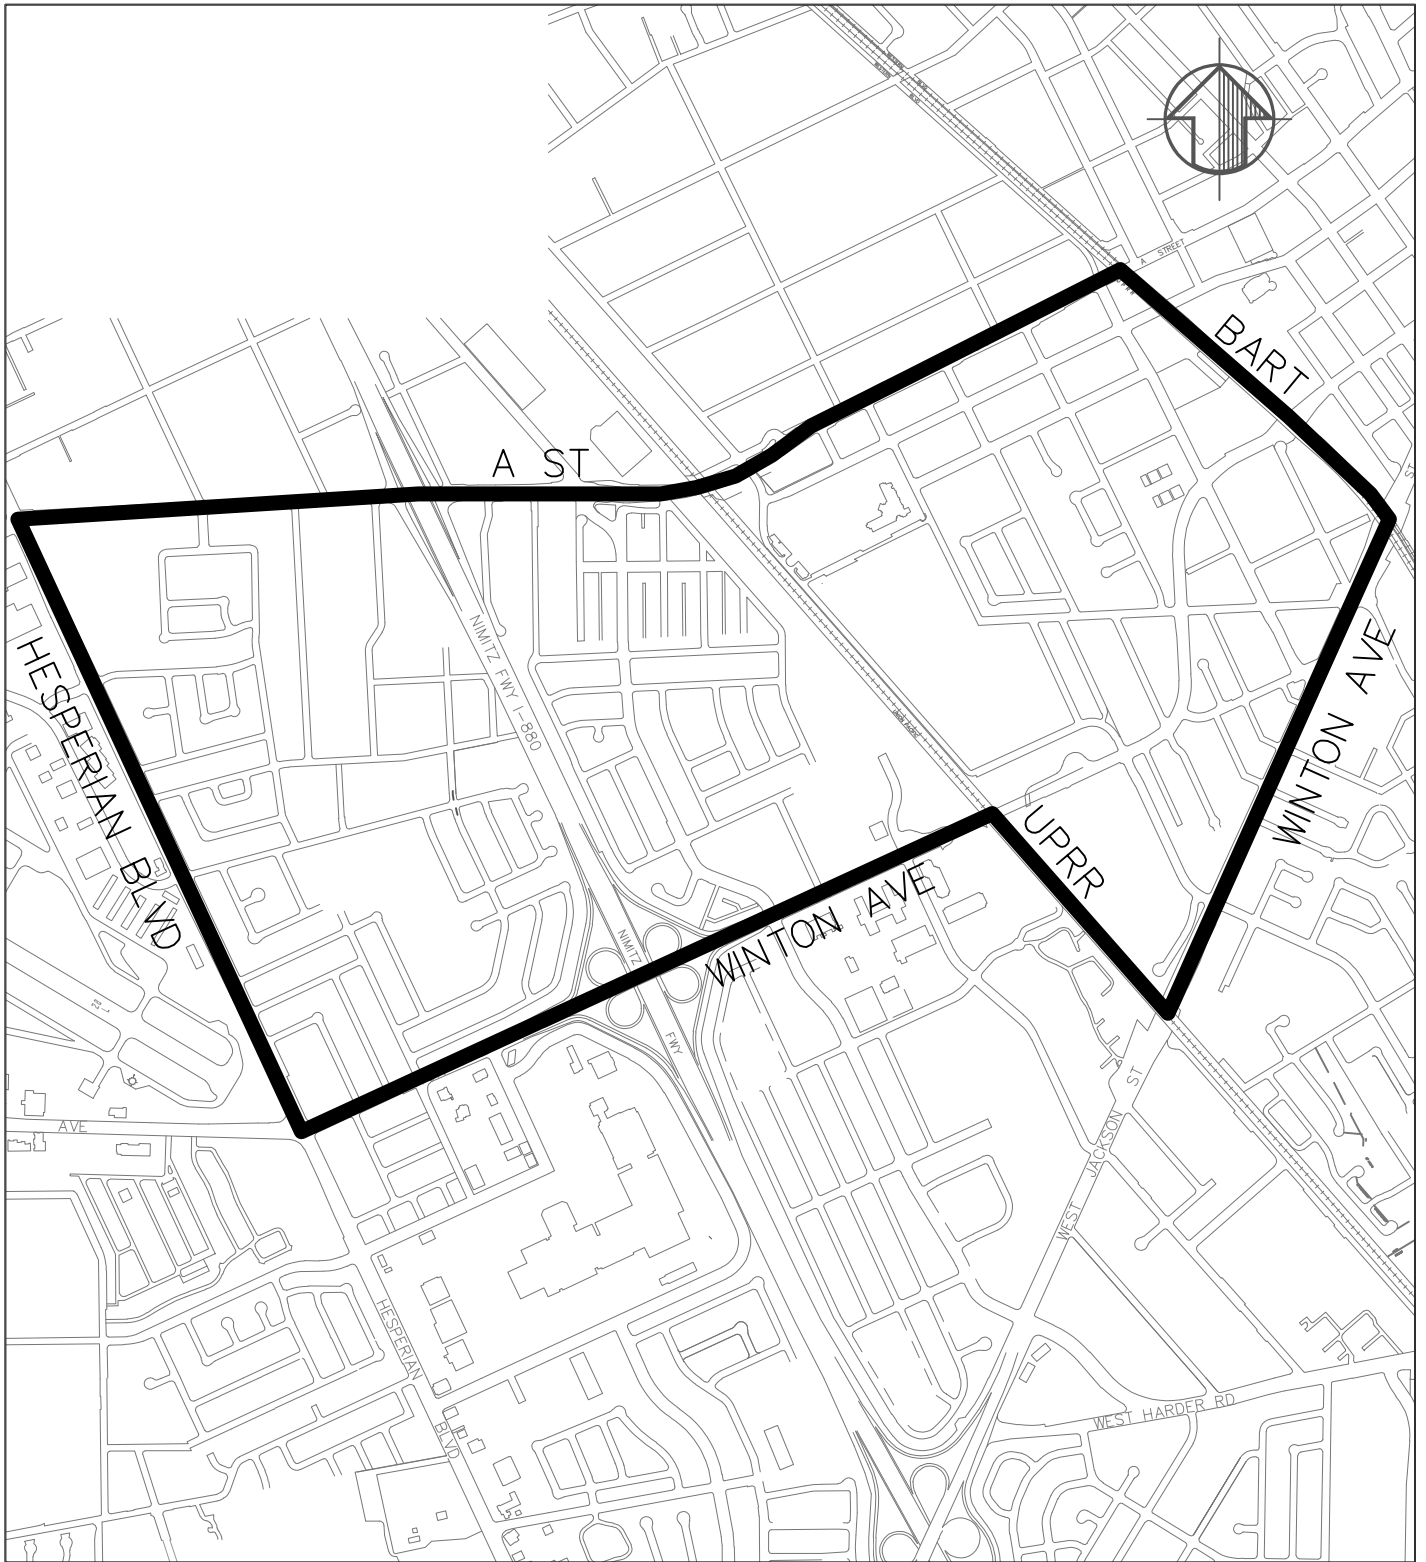 A STREET
BART
A ST
ST
NIMITZ FWY I-880
HESPERIAN BLVD
WINTON AVE
UPRR
WINTON AVE
NIMITZ
FWY
AVE
WEST JACKSON ST
HESPERIAN
BLVD
WEST HARDER RD